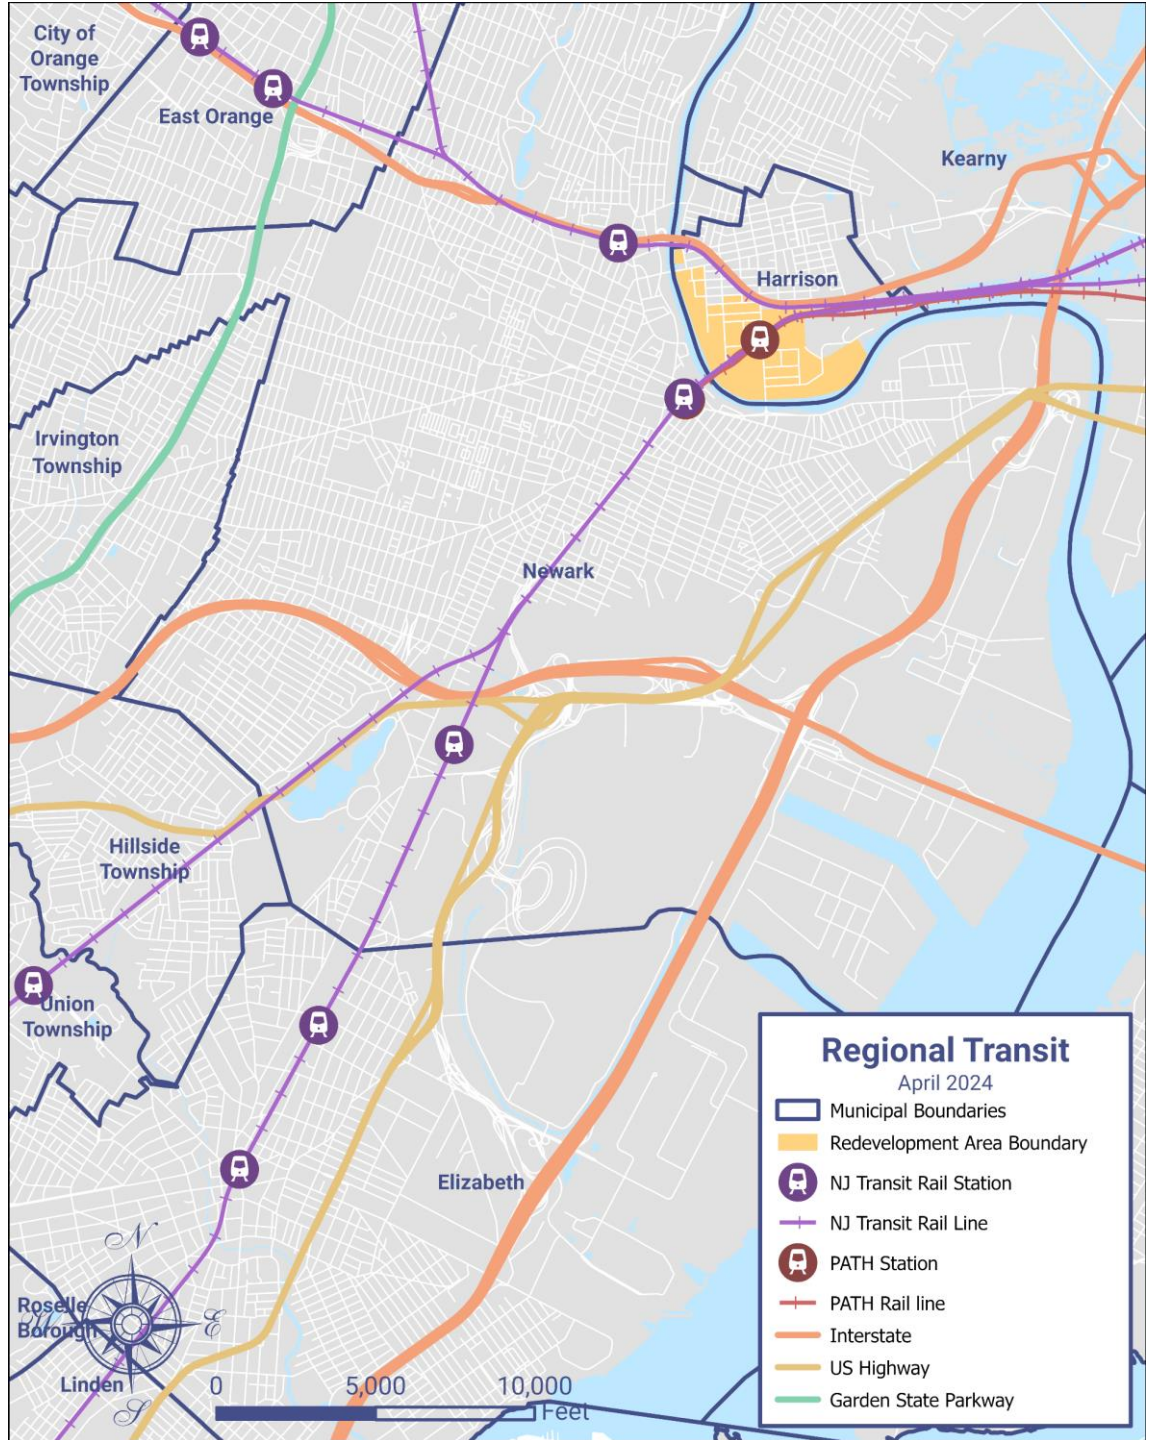 City of
Orange
Township
East Orange
Kearny
Harrison
Irvington
Township
Newark
Hillside
Township
Union
Township
Elizabeth
Roselle
Borough
Linden
N
E
S
0 5,000 10,000
Feet
Regional Transit
April 2024
Municipal Boundaries
Redevelopment Area Boundary
NJ Transit Rail Station
NJ Transit Rail Line
PATH Station
PATH Rail line
Interstate
US Highway
Garden State Parkway